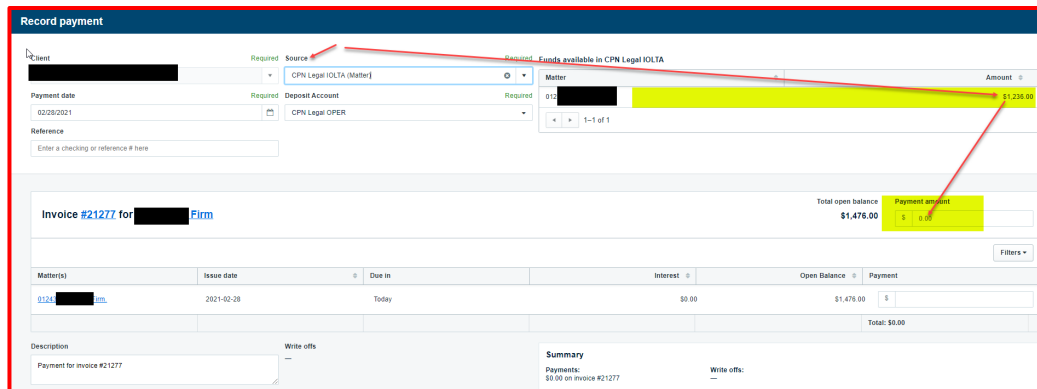 Record payment
Client Required
Source Required
CPN Legal IOLTA (Matter)
Payment date Required
02/28/2021
Deposit Account Required
CPN Legal OPER
Reference
Enter a checking or reference # here
Funds available in CPN Legal IOLTA
Matter Amount
012 $1,236.00
1–1 of 1
Invoice #21277 for Firm
Total open balance
$1,476.00
Payment amount
$ 0.00
Filters
Matter(s) Issue date Due in Interest Open Balance Payment
01243 Firm. 2021-02-28 Today $0.00 $1,476.00 $
Total: $0.00
Description
Payment for invoice #21277
Write offs
—
Summary
Payments:
$0.00 on invoice #21277
Write offs:
—